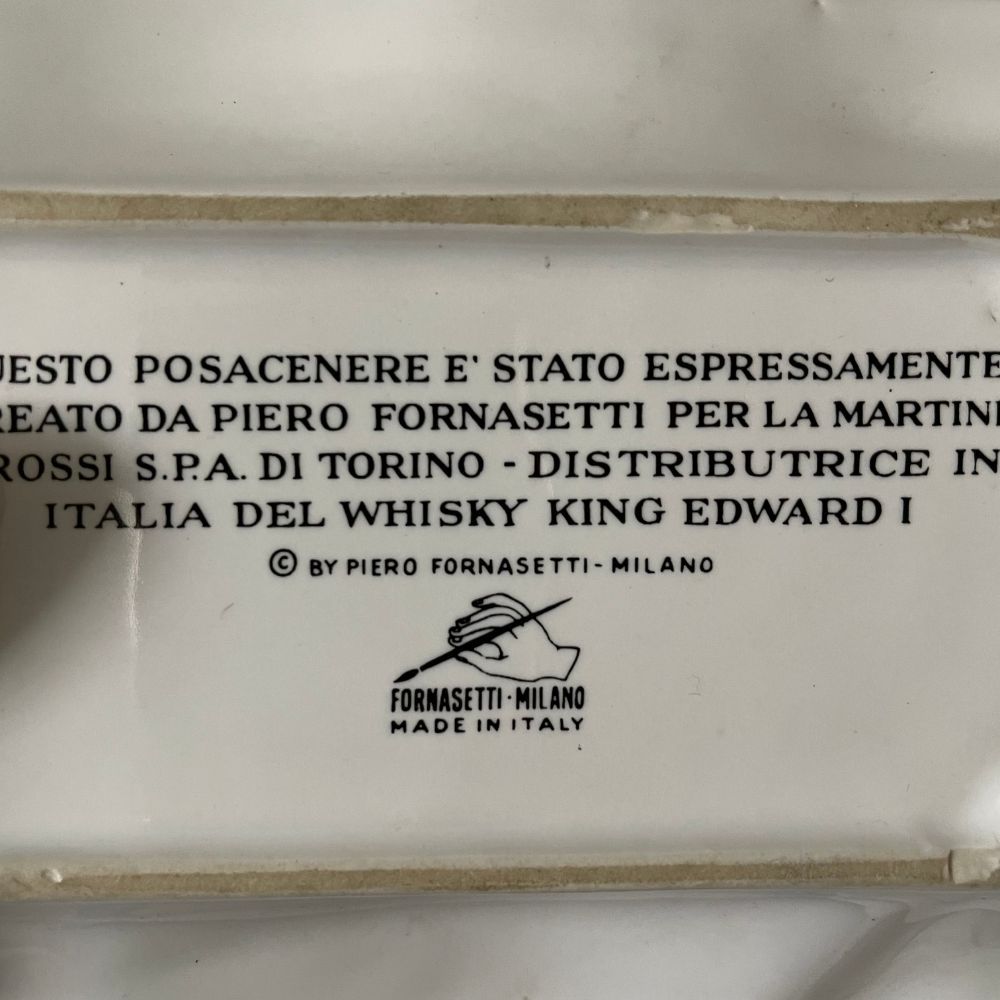 UESTO POSACENERE E' STATO ESPRESSAMENTE
REATO DA PIERO FORNASETTI PER LA MARTINI
ROSSI S.P.A. DI TORINO - DISTRIBUTRICE IN
ITALIA DEL WHISKY KING EDWARD I
© BY PIERO FORNASETTI - MILANO
FORNASETTI · MILANO
MADE IN ITALY